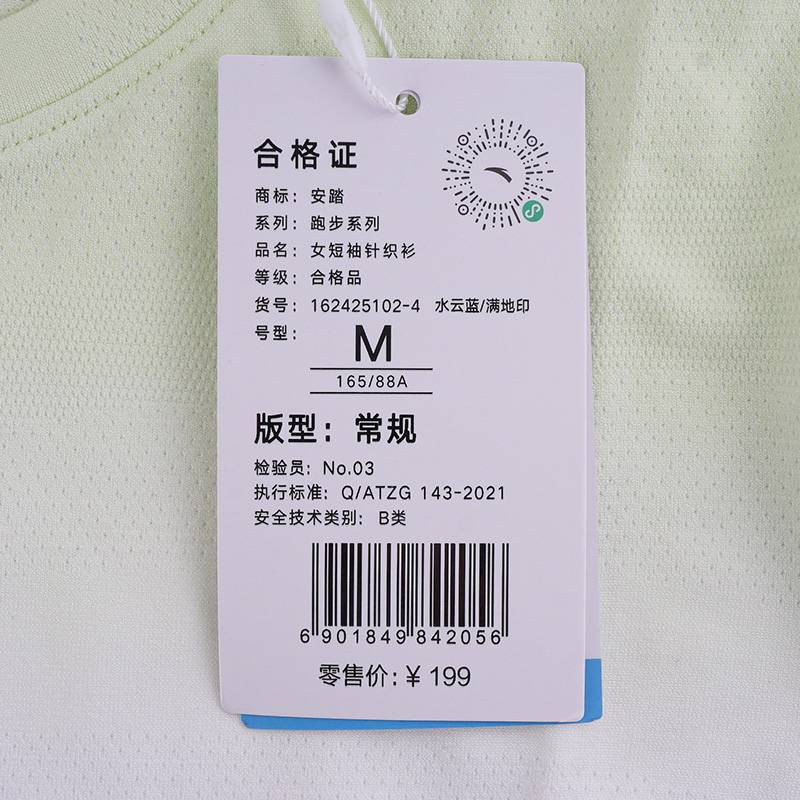 合格证
商标：安踏
系列：跑步系列
品名：女短袖针织衫
等级：合格品
货号：162425102-4 水云蓝/满地印
号型：M
165/88A
版型：常规
检验员：No.03
执行标准：Q/ATZG 143-2021
安全技术类别：B类
6 901849 842056
零售价：¥ 199